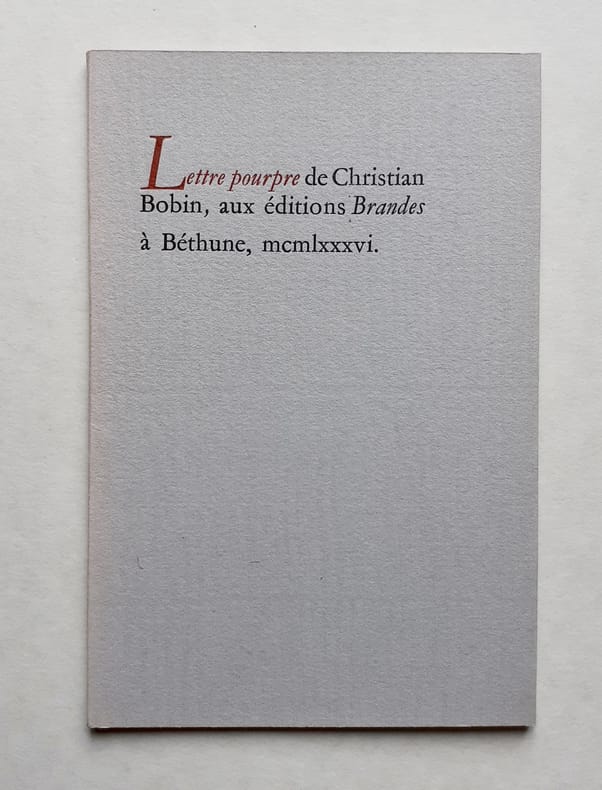 Lettre pourpre de Christian
Bobin, aux éditions Brandes
à Béthune, mcmlxxxvi.